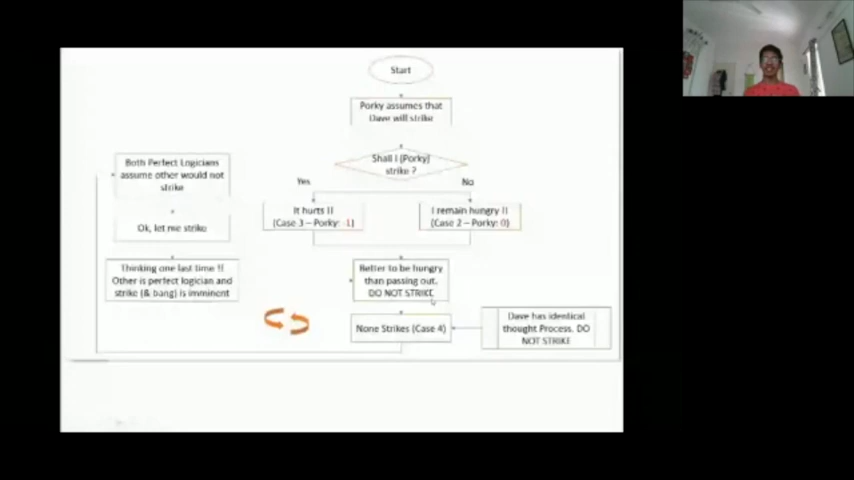 Start
Porky assumes that
Dave will strike
Shall I (Porky)
strike ?
Yes
No
It hurts !!
(Case 3 – Porky: -1)
I remain hungry !!
(Case 2 – Porky: 0)
Better to be hungry
than passing out.
DO NOT STRIKE
None Strikes (Case 4)
Dave has identical
thought Process. DO
NOT STRIKE
Both Perfect Logicians
assume other would not
strike
Ok, let me strike
Thinking one last time !!
Other is perfect logician and
strike (& bang) is imminent